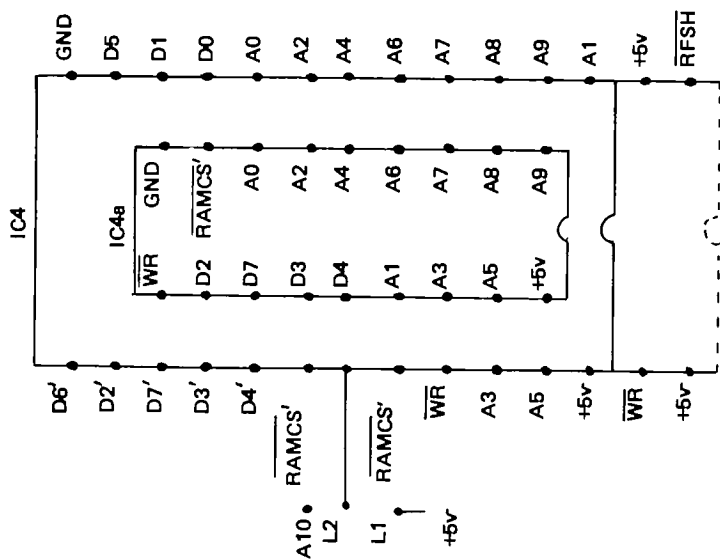 IC4
IC4a
D6' GND
D2' D5
D7' WR GND D1
D3' D2 RAMCS' D0
D4' D7 A0 A0
A10 RAMCS' D3 A2 A2
L2 D4 A4 A4
L1 RAMCS' A1 A6 A6
+5v WR A3 A7 A7
A3 A5 A8 A8
A5 +5v A9 A9
+5v A1
WR +5v
+5v RFSH